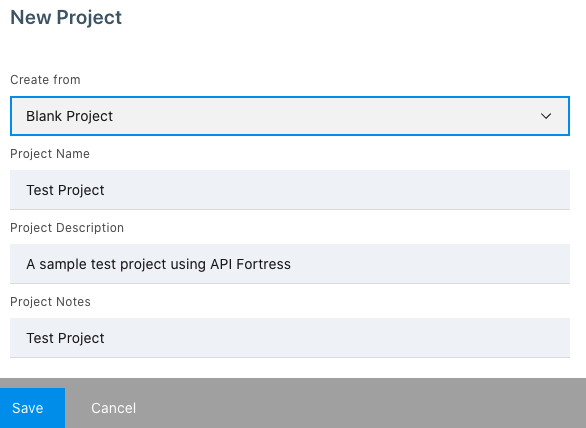 New Project
Create from
Blank Project
Project Name
Test Project
Project Description
A sample test project using API Fortress
Project Notes
Test Project
Save Cancel